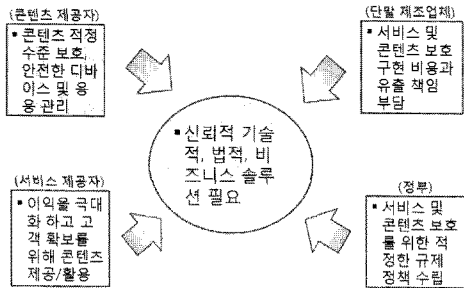 (콘텐츠 제공자)
▪ 콘텐츠 적정
수준 보호,
안전한 디바
이스 및 응
용 관리
(단말 제조업체)
▪ 서비스 및
콘텐츠 보호
구현 비용과
유출 책임
부담
▪ 신뢰적 기술
적, 법적, 비
즈니스 솔루
션 필요
(서비스 제공자)
▪ 이익을 극대
화 하고 고
객 확보를
위해 콘텐츠
제공/활용
(정부)
▪ 서비스 및
콘텐츠 보호
를 위한 적
정한 규제
정책 수립